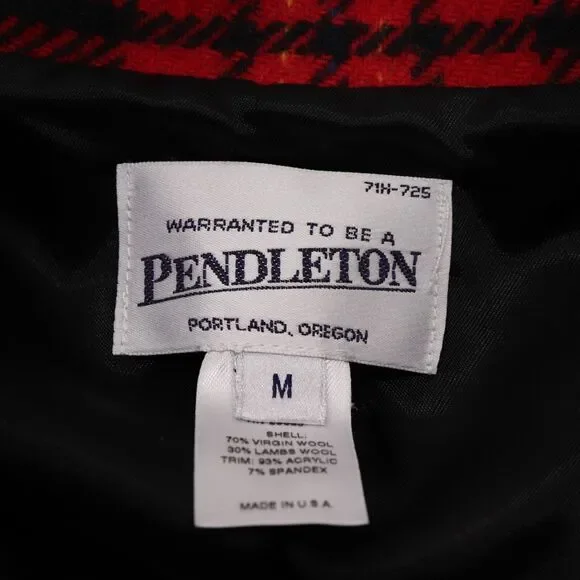 71H-725
WARRANTED TO BE A
PENDLETON
PORTLAND, OREGON
M
SHELL:
70% VIRGIN WOOL
30% LAMBS WOOL
TRIM: 93% ACRYLIC
7% SPANDEX
MADE IN U.S.A.